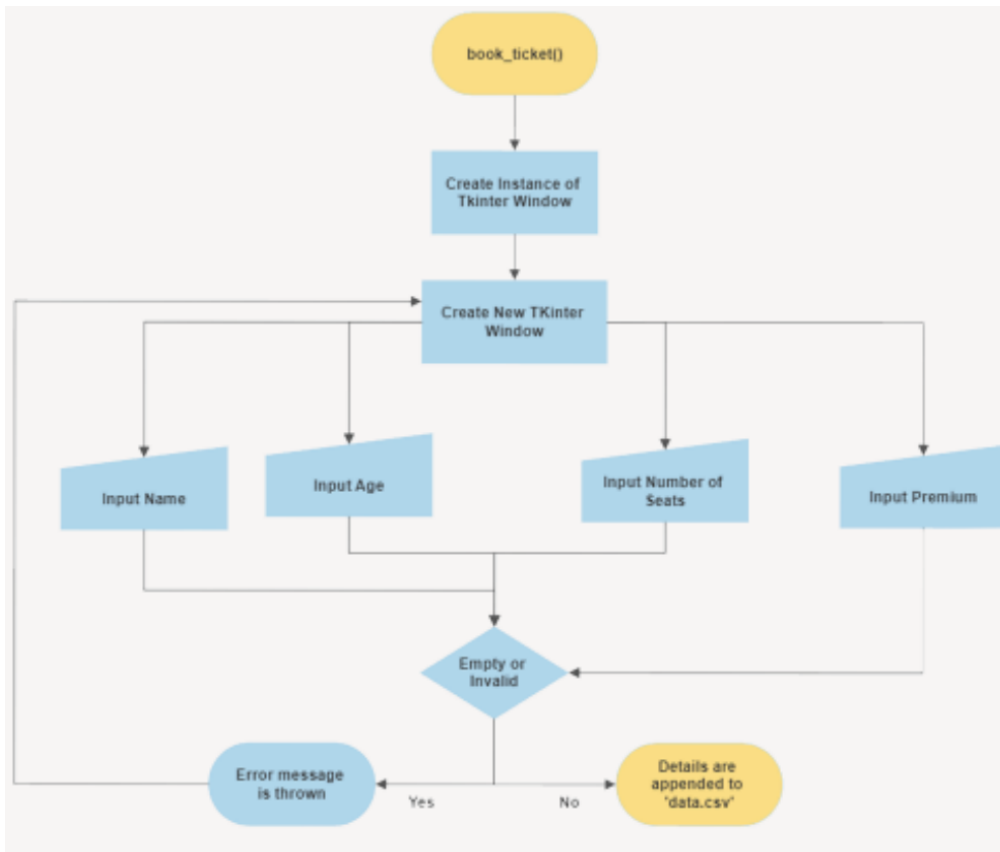 book_ticket()
Create Instance of
Tkinter Window
Create New TKinter
Window
Input Name
Input Age
Input Number of
Seats
Input Premium
Empty or
Invalid
Error message
is thrown
Yes
No
Details are
appended to
'data.csv'